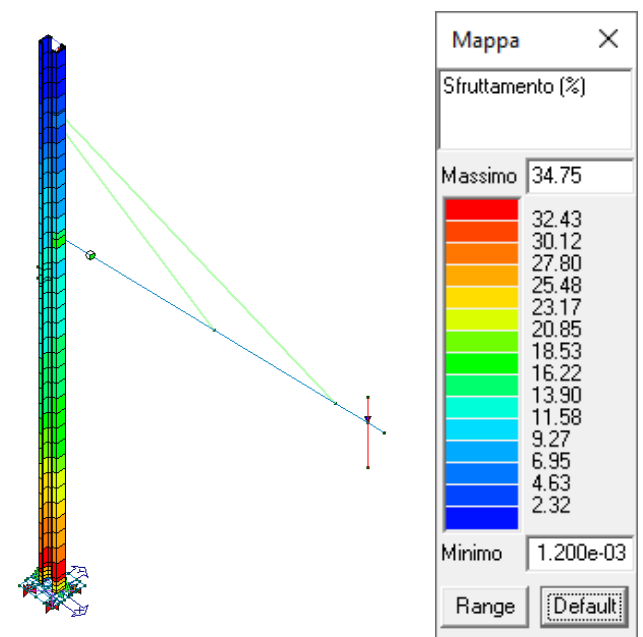 Mappa
Sfruttamento (%)
Massimo 34.75
32.43
30.12
27.80
25.48
23.17
20.85
18.53
16.22
13.90
11.58
9.27
6.95
4.63
2.32
Minimo 1.200e-03
Range Default